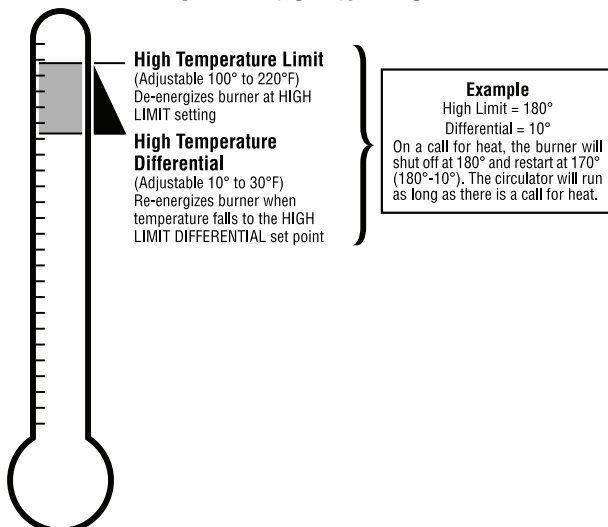 High Temperature Limit
(Adjustable 100° to 220°F)
De-energizes burner at HIGH
LIMIT setting
High Temperature
Differential
(Adjustable 10° to 30°F)
Re-energizes burner when
temperature falls to the HIGH
LIMIT DIFFERENTIAL set point
Example
High Limit = 180°
Differential = 10°
On a call for heat, the burner will
shut off at 180° and restart at 170°
(180°-10°). The circulator will run
as long as there is a call for heat.